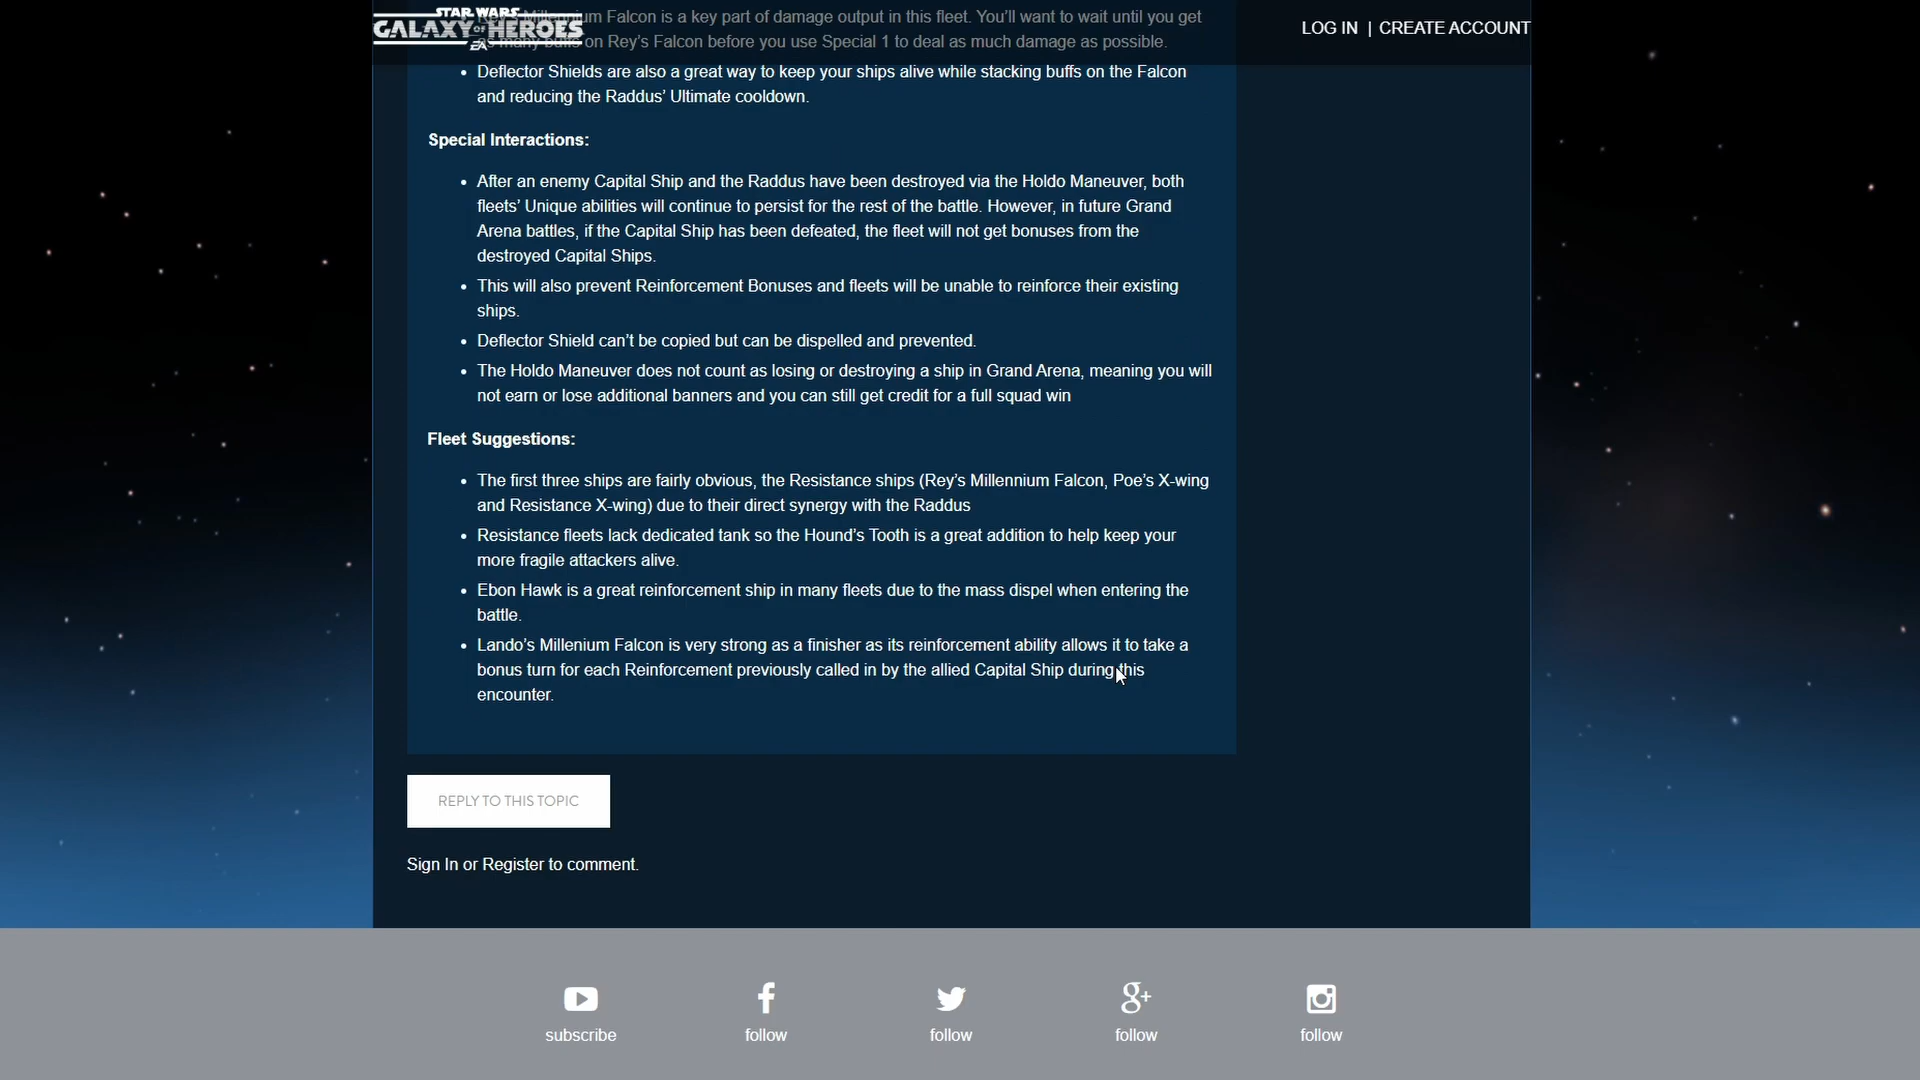 STAR WARS
GALAXY OF HEROES
EA
LOG IN | CREATE ACCOUNT
Rey's Millennium Falcon is a key part of damage output in this fleet. You'll want to wait until you get
as many buffs on Rey's Falcon before you use Special 1 to deal as much damage as possible.
• Deflector Shields are also a great way to keep your ships alive while stacking buffs on the Falcon
and reducing the Raddus' Ultimate cooldown.
Special Interactions:
• After an enemy Capital Ship and the Raddus have been destroyed via the Holdo Maneuver, both
fleets' Unique abilities will continue to persist for the rest of the battle. However, in future Grand
Arena battles, if the Capital Ship has been defeated, the fleet will not get bonuses from the
destroyed Capital Ships.
• This will also prevent Reinforcement Bonuses and fleets will be unable to reinforce their existing
ships.
• Deflector Shield can't be copied but can be dispelled and prevented.
• The Holdo Maneuver does not count as losing or destroying a ship in Grand Arena, meaning you will
not earn or lose additional banners and you can still get credit for a full squad win
Fleet Suggestions:
• The first three ships are fairly obvious, the Resistance ships (Rey's Millennium Falcon, Poe's X-wing
and Resistance X-wing) due to their direct synergy with the Raddus
• Resistance fleets lack dedicated tank so the Hound's Tooth is a great addition to help keep your
more fragile attackers alive.
• Ebon Hawk is a great reinforcement ship in many fleets due to the mass dispel when entering the
battle.
• Lando's Millenium Falcon is very strong as a finisher as its reinforcement ability allows it to take a
bonus turn for each Reinforcement previously called in by the allied Capital Ship during this
encounter.
REPLY TO THIS TOPIC
Sign In or Register to comment.
subscribe
follow
follow
follow
follow